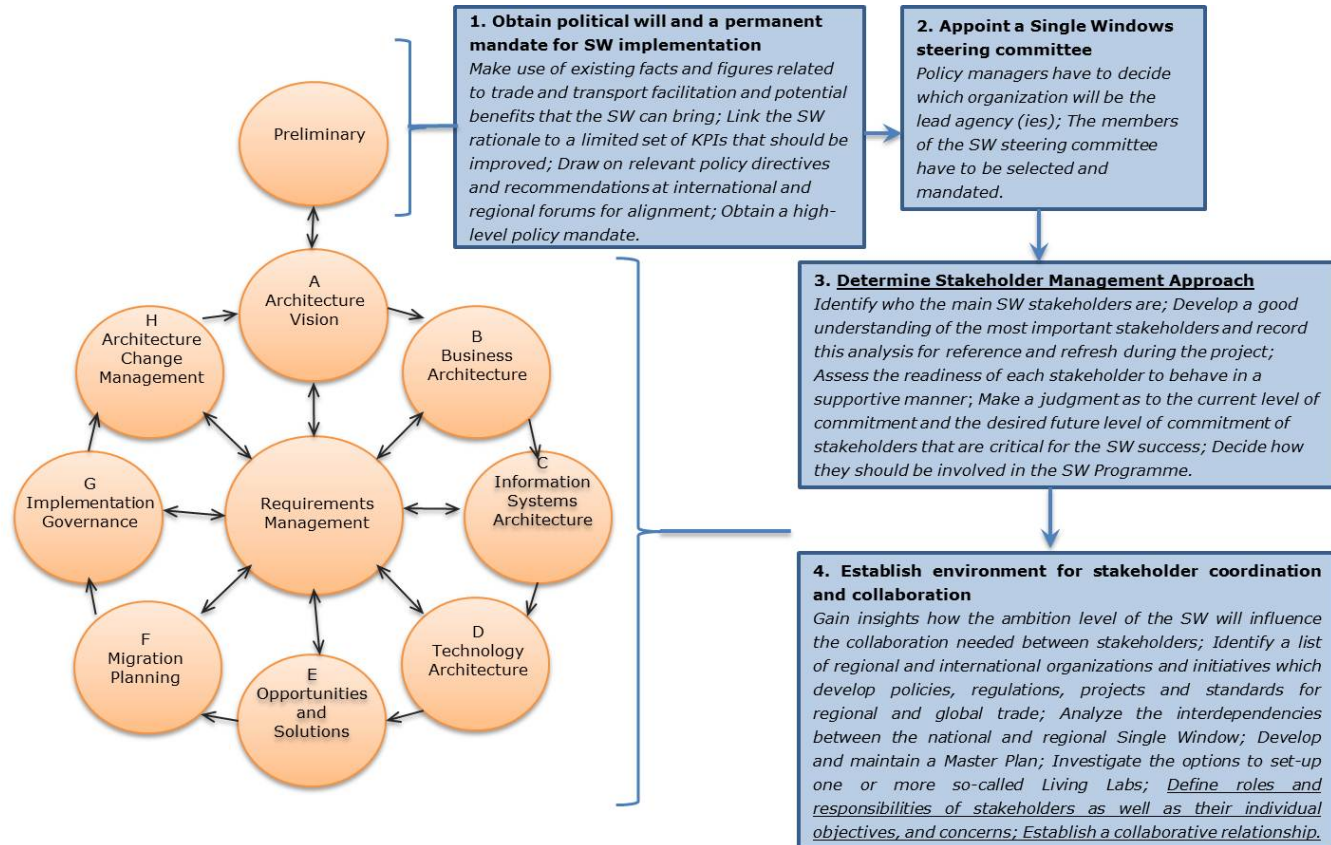 Preliminary
A
Architecture
Vision
B
Business
Architecture
C
Information
Systems
Architecture
D
Technology
Architecture
E
Opportunities
and
Solutions
F
Migration
Planning
G
Implementation
Governance
H
Architecture
Change
Management
Requirements
Management
1. Obtain political will and a permanent
mandate for SW implementation
Make use of existing facts and figures related
to trade and transport facilitation and potential
benefits that the SW can bring; Link the SW
rationale to a limited set of KPIs that should be
improved; Draw on relevant policy directives
and recommendations at international and
regional forums for alignment; Obtain a high-
level policy mandate.
2. Appoint a Single Windows
steering committee
Policy managers have to decide
which organization will be the
lead agency (ies); The members
of the SW steering committee
have to be selected and
mandated.
3. Determine Stakeholder Management Approach
Identify who the main SW stakeholders are; Develop a good
understanding of the most important stakeholders and record
this analysis for reference and refresh during the project;
Assess the readiness of each stakeholder to behave in a
supportive manner; Make a judgment as to the current level of
commitment and the desired future level of commitment of
stakeholders that are critical for the SW success; Decide how
they should be involved in the SW Programme.
4. Establish environment for stakeholder coordination
and collaboration
Gain insights how the ambition level of the SW will influence
the collaboration needed between stakeholders; Identify a list
of regional and international organizations and initiatives which
develop policies, regulations, projects and standards for
regional and global trade; Analyze the interdependencies
between the national and regional Single Window; Develop
and maintain a Master Plan; Investigate the options to set-up
one or more so-called Living Labs; Define roles and
responsibilities of stakeholders as well as their individual
objectives, and concerns; Establish a collaborative relationship.